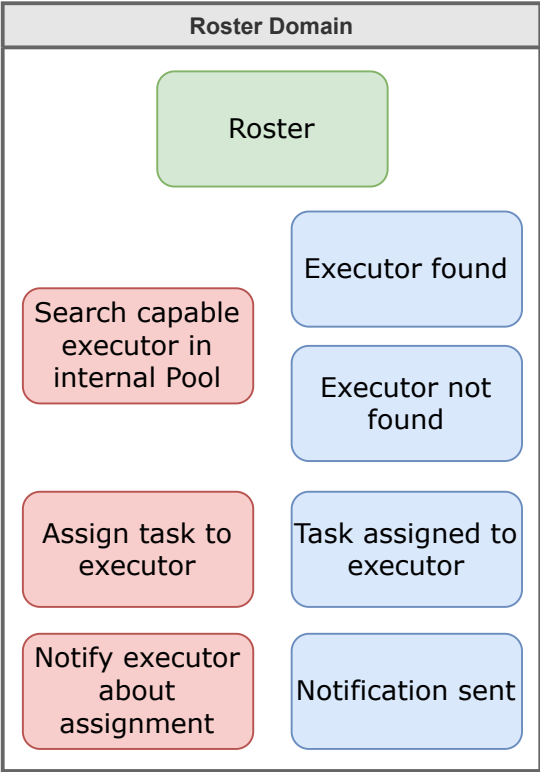 Roster Domain
Roster
Executor found
Search capable
executor in
internal Pool
Executor not
found
Assign task to
executor
Task assigned to
executor
Notify executor
about
assignment
Notification sent